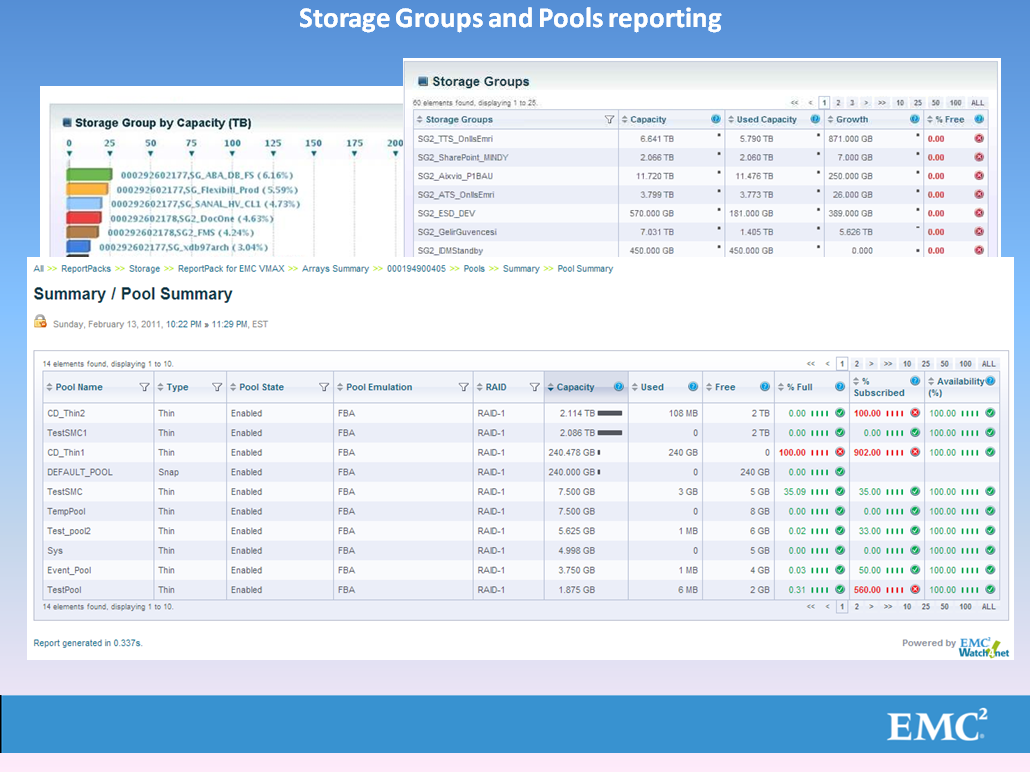 Storage Groups and Pools reporting
Storage Group by Capacity (TB)
0 25 50 75 100 125 150 175 200
000292602177,SG_ABA_DB_FS ( 6.16%)
000292602177,SG_Flexibill_Prod ( 5.59%)
000292602177,SG_SANAL_HV_CL1 ( 4.73%)
000292602178,SG2_DocOne ( 4.63%)
000292602178,SG2_FMS ( 4.24%)
000292602177,SG_xdb97arch ( 3.04%)
Storage Groups
60 elements found, displaying 1 to 25.
<< < 1 2 3 > >> 10 25 50 100 ALL
Storage Groups Capacity Used Capacity Growth % Free
SG2_TTS_OnllsEmri 6.641 TB 5.790 TB 871.000 GB 0.00
SG2_SharePoint_MINDY 2.066 TB 2.060 TB 7.000 GB 0.00
SG2_Aixvio_P1BAU 11.720 TB 11.476 TB 250.000 GB 0.00
SG2_ATS_OnllsEmri 3.799 TB 3.773 TB 26.000 GB 0.00
SG2_ESD_DEV 570.000 GB 181.000 GB 389.000 GB 0.00
SG2_GelirGuvencesi 7.031 TB 1.405 TB 5.626 TB 0.00
SG2_IDMStandby 450.000 GB 450.000 GB 0.000 0.00
All >> ReportPacks >> Storage >> ReportPack for EMC VMAX >> Arrays Summary >> 000194900405 >> Pools >> Summary >> Pool Summary
Summary / Pool Summary
Sunday, February 13, 2011, 10:22 PM » 11:29 PM, EST
14 elements found, displaying 1 to 10.
<< < 1 2 > >> 10 25 50 100 ALL
Pool Name Type Pool State Pool Emulation RAID Capacity Used Free % Full % Subscribed Availability (%)
CD_Thin2 Thin Enabled FBA RAID-1 2.114 TB 108 MB 2 TB 0.00 100.00 100.00
TestSMC1 Thin Enabled FBA RAID-1 2.086 TB 0 2 TB 0.00 0.00 100.00
CD_Thin1 Thin Enabled FBA RAID-1 240.478 GB 240 GB 0 100.00 902.00 100.00
DEFAULT_POOL Snap Enabled FBA RAID-1 240.000 GB 0 240 GB 0.00
TestSMC Thin Enabled FBA RAID-1 7.500 GB 3 GB 5 GB 35.09 35.00 100.00
TempPool Thin Enabled FBA RAID-1 7.500 GB 0 8 GB 0.00 0.00 100.00
Test_pool2 Thin Enabled FBA RAID-1 5.625 GB 1 MB 6 GB 0.02 33.00 100.00
Sys Thin Enabled FBA RAID-1 4.998 GB 0 5 GB 0.00 0.00 100.00
Event_Pool Thin Enabled FBA RAID-1 3.750 GB 1 MB 4 GB 0.03 50.00 100.00
TestPool Thin Enabled FBA RAID-1 1.875 GB 6 MB 2 GB 0.31 560.00 100.00
14 elements found, displaying 1 to 10.
<< < 1 2 > >> 10 25 50 100 ALL
Report generated in 0.337s.
Powered by EMC² Watch4net
EMC²